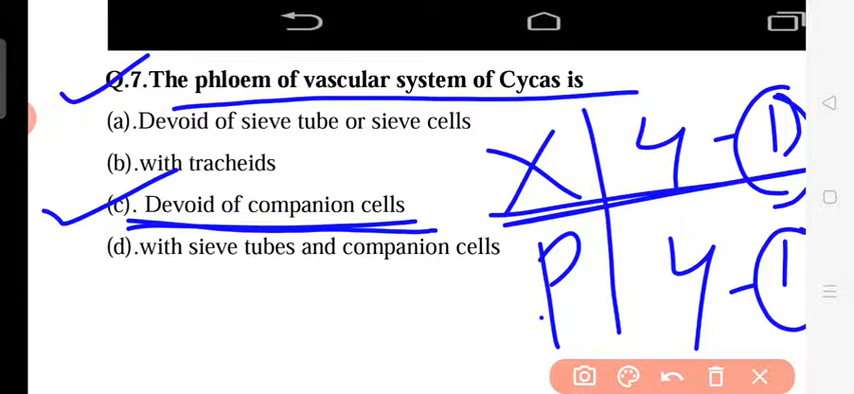 Q.7.The phloem of vascular system of Cycas is
(a).Devoid of sieve tube or sieve cells
(b).with tracheids
(c). Devoid of companion cells
(d).with sieve tubes and companion cells
X 4 - 1
P 4 - 1